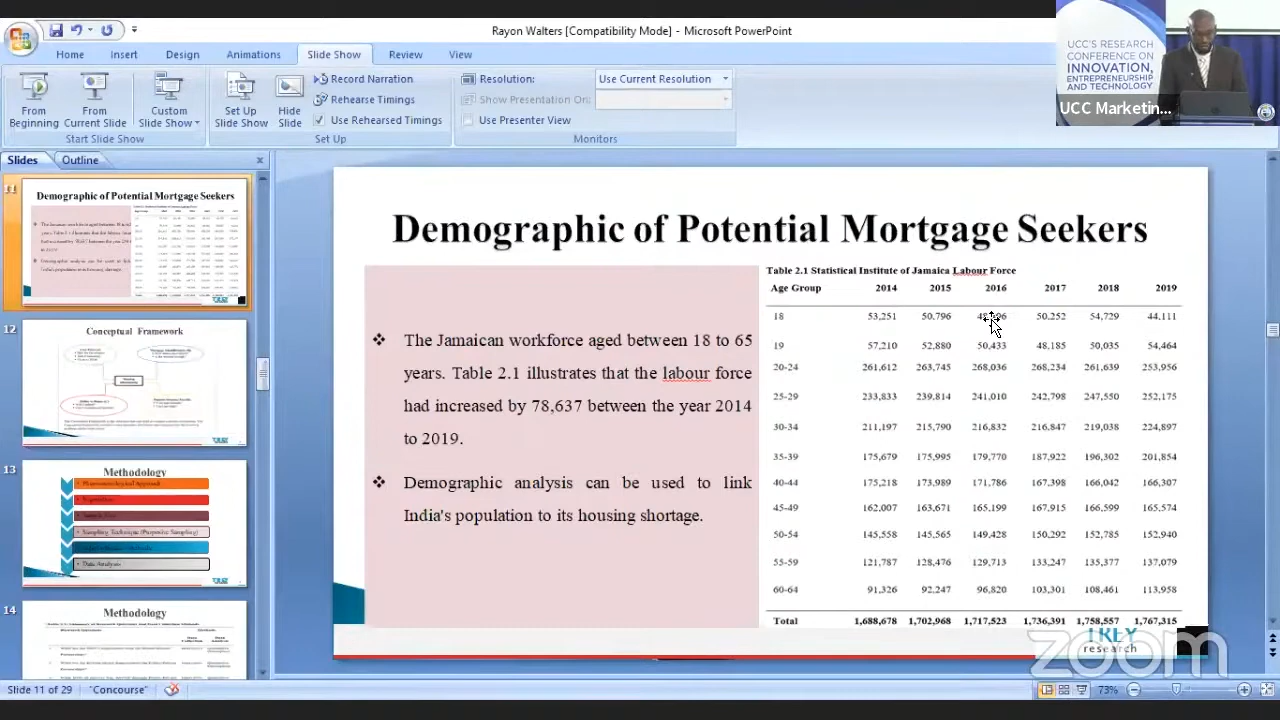 Rayon Walters [Compatibility Mode] - Microsoft PowerPoint
Home Insert Design Animations Slide Show Review View
From Beginning
From Current Slide
Custom Slide Show
Start Slide Show
Set Up Slide Show
Hide Slide
Record Narration
Rehearse Timings
Use Rehearsed Timings
Set Up
Resolution: Use Current Resolution
Show Presentation On:
Use Presenter View
Monitors
UCC'S RESEARCH
CONFERENCE ON
INNOVATION,
ENTREPRENEURSHIP
AND TECHNOLOGY
UCC Marketin...
Slides Outline
11
Demographic of Potential Mortgage Seekers
12
Conceptual Framework
13
Methodology
Sampling Technique (Purposive Sampling)
Data Analysis
14
Methodology
Demographic of Potential Mortgage Seekers
❖ The Jamaican workforce aged between 18 to 65
years. Table 2.1 illustrates that the labour force
had increased by 78,637 between the year 2014
to 2019.
❖ Demographic analysis can be used to link
India's population to its housing shortage.
Table 2.1 Statistical Institute of Jamaica Labour Force
Age Group 2014 2015 2016 2017 2018 2019
18 53,251 50,796 50,252 54,729 44,111
19 57,210 52,880 50,433 48,185 50,035 54,464
20-24 261,612 263,745 268,036 268,234 261,639 253,956
25-29 233,833 239,814 241,010 242,798 247,550 252,175
30-34 211,197 215,790 216,832 216,847 219,038 224,897
35-39 175,679 175,995 179,770 187,922 196,302 201,854
40-44 175,218 173,989 171,786 167,398 166,042 166,307
45-49 162,007 163,671 165,199 167,915 166,599 165,574
50-54 145,558 145,565 149,428 150,292 152,785 152,940
55-59 121,787 128,476 129,713 133,247 135,377 137,079
60-64 91,326 92,247 96,820 103,301 108,461 113,958
Total 1,688,678 1,702,968 1,717,523 1,736,391 1,758,557 1,767,315
TREY
research
zoom
Slide 11 of 29 "Concourse" 73%